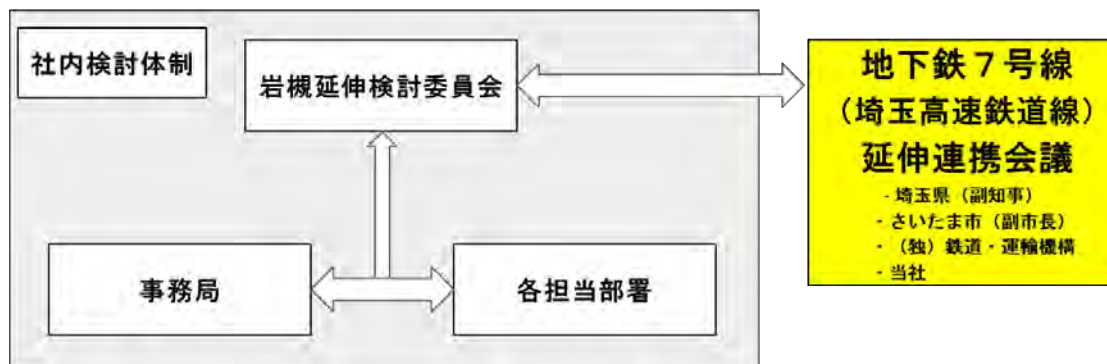 社内検討体制
岩槻延伸検討委員会
事務局
各担当部署
地下鉄７号線
（埼玉高速鉄道線）
延伸連携会議
- 埼玉県（副知事）
- さいたま市（副市長）
- （独）鉄道・運輸機構
- 当社